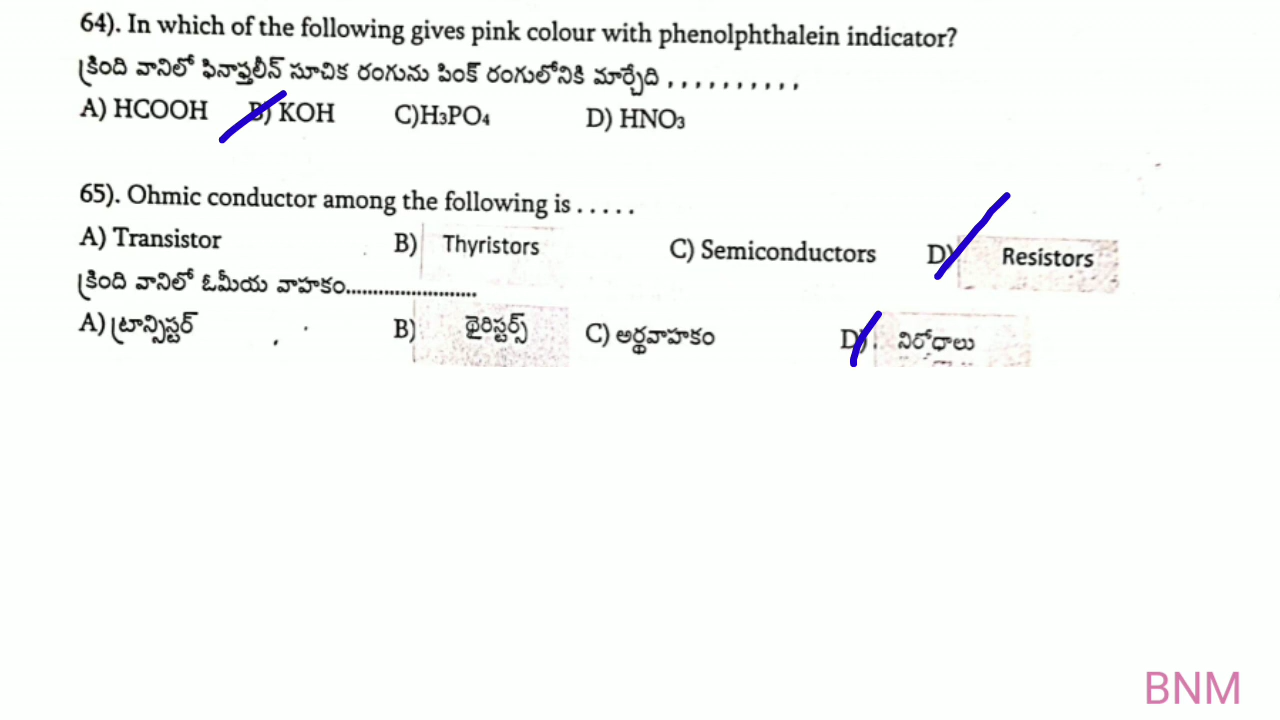 64). In which of the following gives pink colour with phenolphthalein indicator?
క్రింది వానిలో ఫినాఫ్తలీన్ సూచిక రంగును పింక్ రంగులోనికి మార్చేది , , , , , , , , , ,
A) HCOOH B) KOH C)H₃PO₄ D) HNO₃
65). Ohmic conductor among the following is . . . . .
A) Transistor B) Thyristors C) Semiconductors D) Resistors
క్రింది వానిలో ఓమీయ వాహకం........................
A) ట్రాన్సిస్టర్ B) థైరిస్టర్స్ C) అర్థవాహకం D) నిరోధాలు
BNM